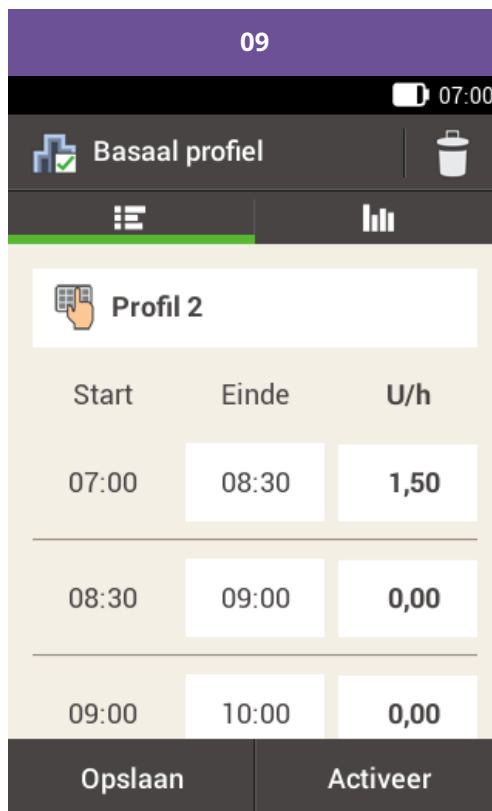 09
07:00
Basaal profiel
Profil 2
Start Einde U/h
07:00 08:30 1,50
08:30 09:00 0,00
09:00 10:00 0,00
Opslaan Activeer